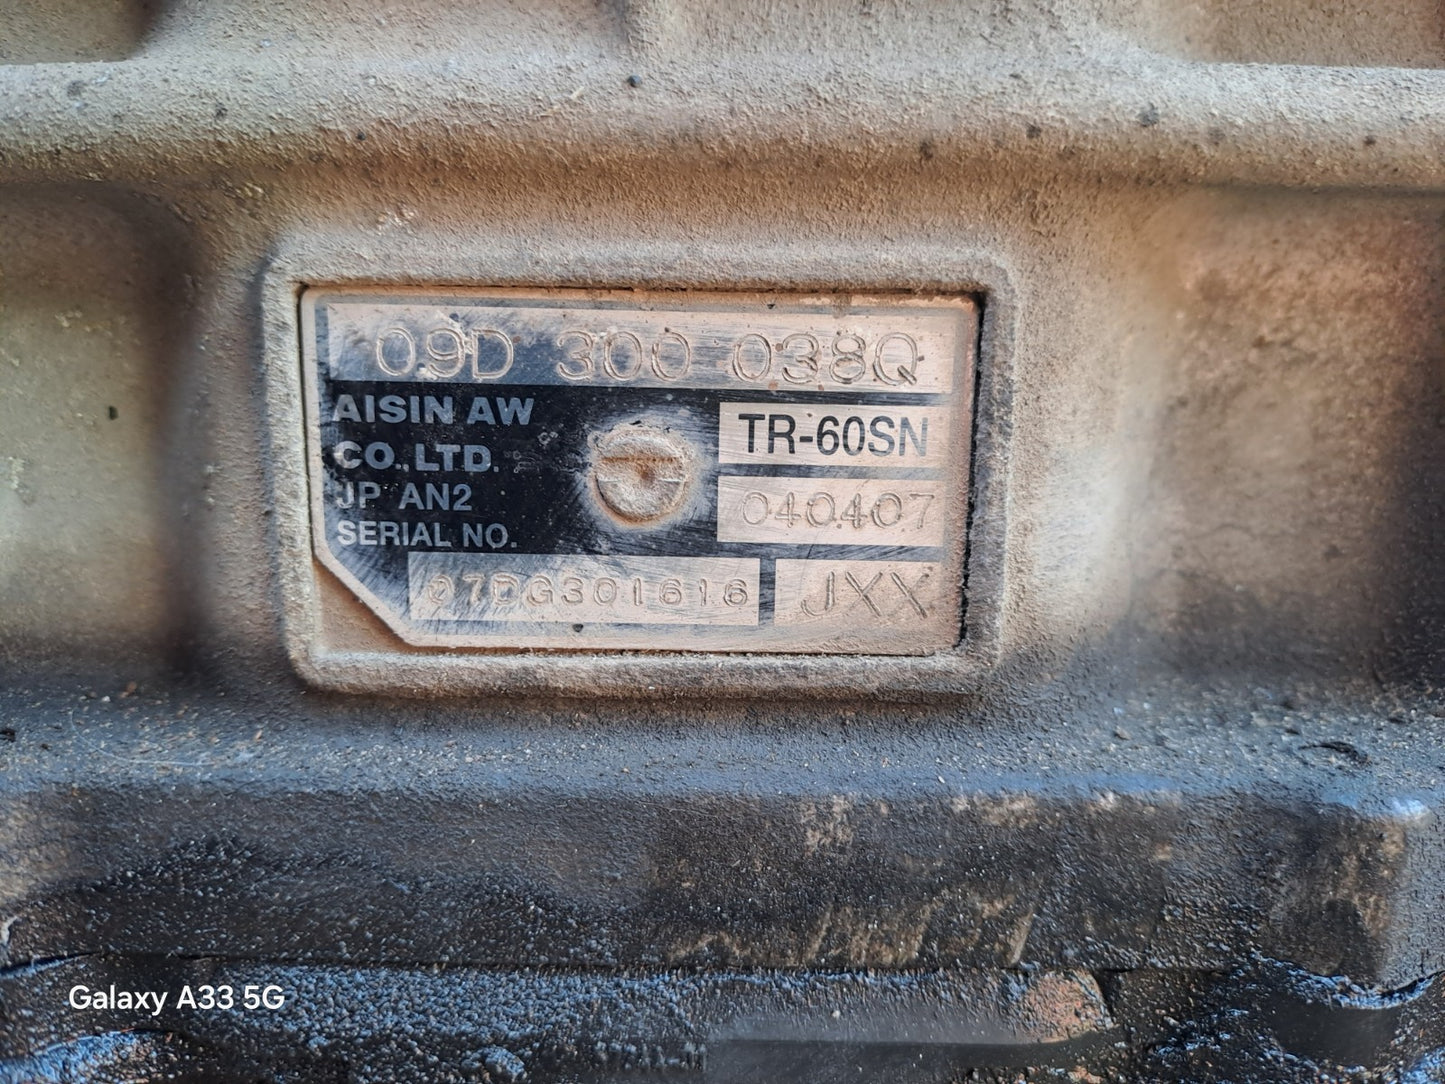 09D 300 038Q
AISIN AW
CO., LTD.
JP AN2
SERIAL NO.
TR-60SN
040407
07DG301616
JXX
Galaxy A33 5G